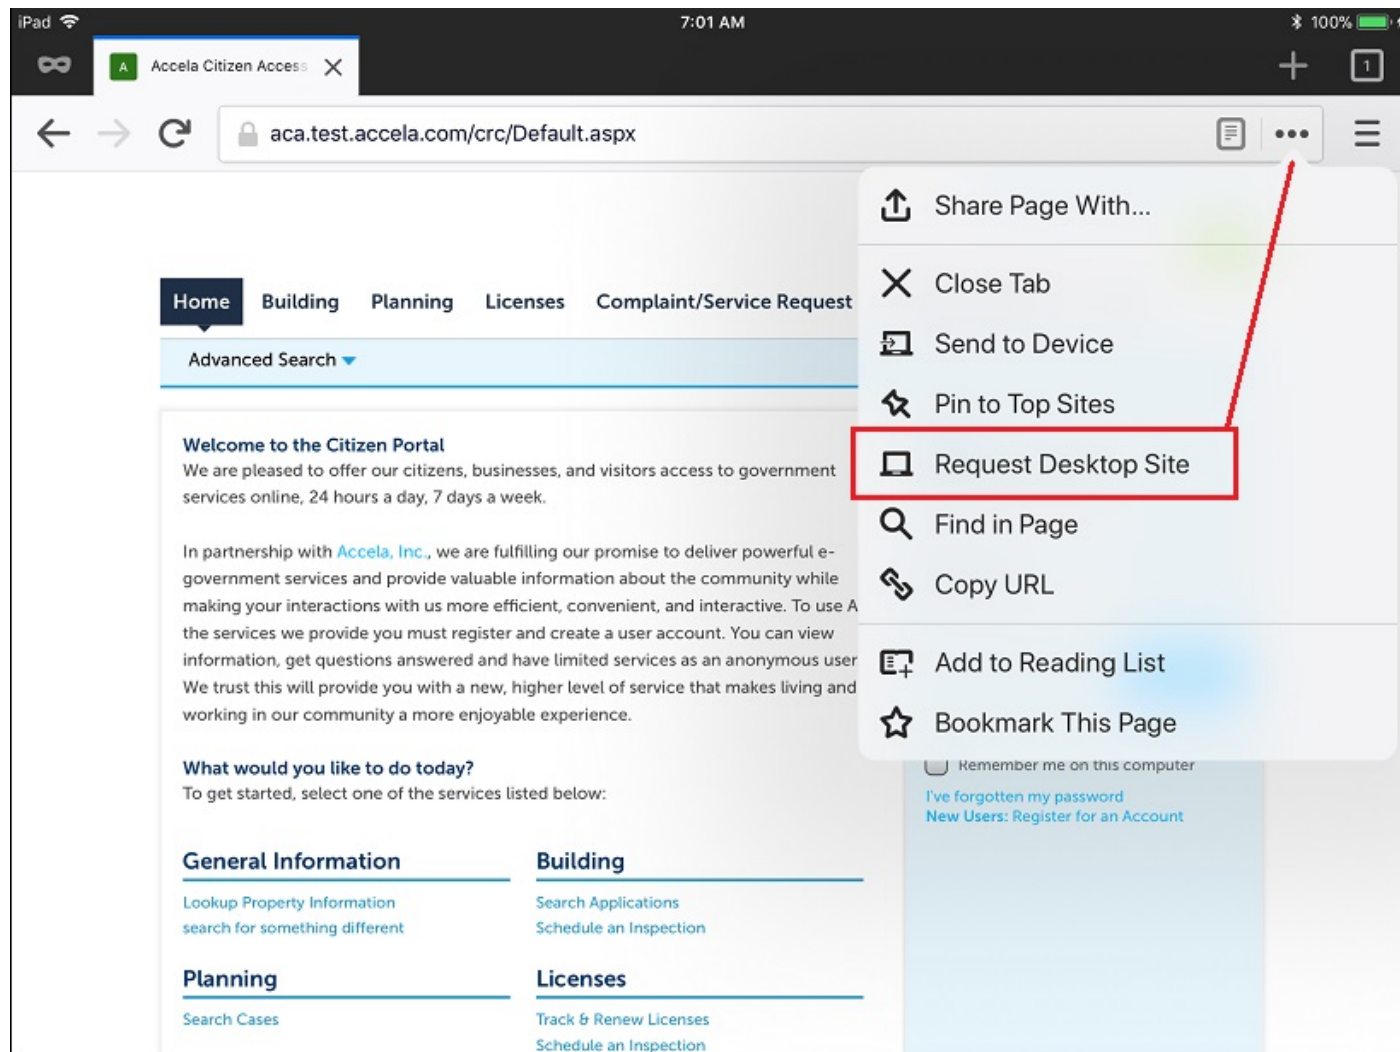 iPad
7:01 AM
100%
A
Accela Citizen Access
1
aca.test.accela.com/crc/Default.aspx
Share Page With...
Close Tab
Send to Device
Pin to Top Sites
Request Desktop Site
Find in Page
Copy URL
Add to Reading List
Bookmark This Page
Home Building Planning Licenses Complaint/Service Request
Advanced Search
Welcome to the Citizen Portal
We are pleased to offer our citizens, businesses, and visitors access to government
services online, 24 hours a day, 7 days a week.
In partnership with Accela, Inc., we are fulfilling our promise to deliver powerful e-
government services and provide valuable information about the community while
making your interactions with us more efficient, convenient, and interactive. To use A
the services we provide you must register and create a user account. You can view
information, get questions answered and have limited services as an anonymous user
We trust this will provide you with a new, higher level of service that makes living and
working in our community a more enjoyable experience.
What would you like to do today?
To get started, select one of the services listed below:
Remember me on this computer
I've forgotten my password
New Users: Register for an Account
General Information
Lookup Property Information
search for something different
Building
Search Applications
Schedule an Inspection
Planning
Search Cases
Licenses
Track & Renew Licenses
Schedule an Inspection